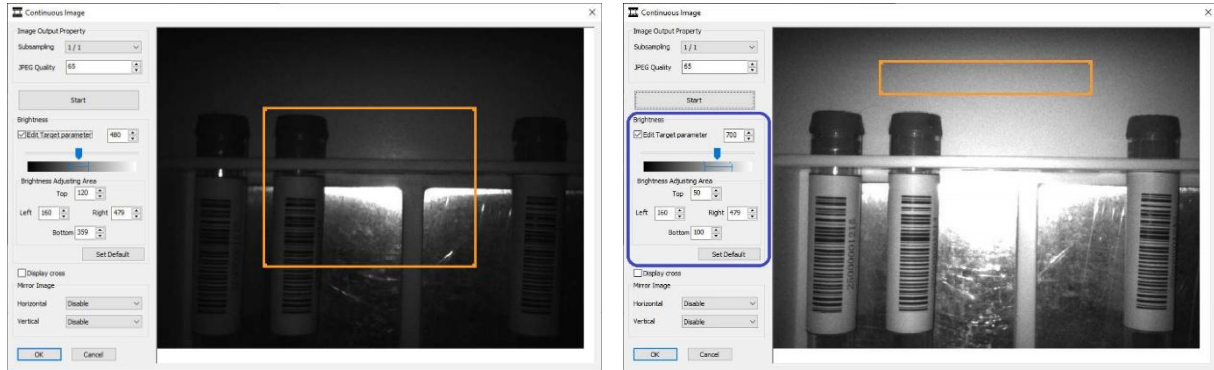 Continuous Image
Image Output Property
Subsampling 1 / 1
JPEG Quality 65
Start
Brightness
Edit Target parameter 480
Brightness Adjusting Area
Top 120
Left 160 Right 479
Bottom 359
Set Default
Display cross
Mirror Image
Horizontal Disable
Vertical Disable
OK Cancel
Continuous Image
Image Output Property
Subsampling 1 / 1
JPEG Quality 65
Start
Brightness
Edit Target parameter 700
Brightness Adjusting Area
Top 50
Left 160 Right 479
Bottom 100
Set Default
Display cross
Mirror Image
Horizontal Disable
Vertical Disable
OK Cancel